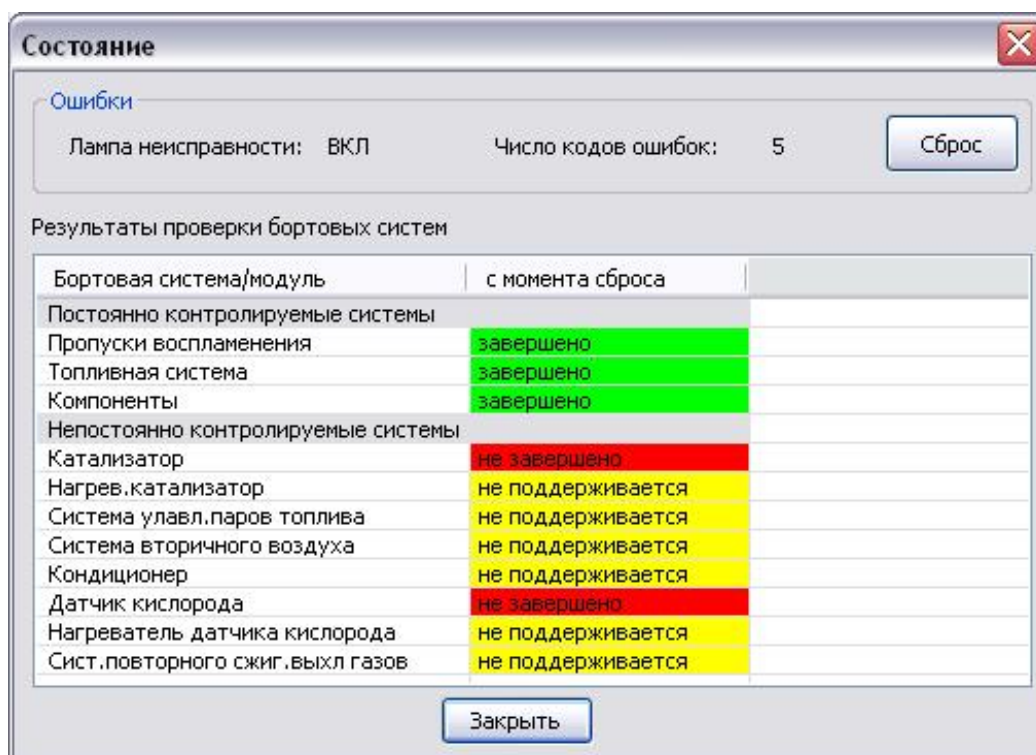 Состояние
Ошибки
Лампа неисправности: ВКЛ Число кодов ошибок: 5 Сброс
Результаты проверки бортовых систем
Бортовая система/модуль с момента сброса
Постоянно контролируемые системы
Пропуски воспламенения завершено
Топливная система завершено
Компоненты завершено
Непостоянно контролируемые системы
Катализатор не завершено
Нагрев.катализатор не поддерживается
Система улавл.паров топлива не поддерживается
Система вторичного воздуха не поддерживается
Кондиционер не поддерживается
Датчик кислорода не завершено
Нагреватель датчика кислорода не поддерживается
Сист.повторного сжиг.выхл газов не поддерживается
Закрыть